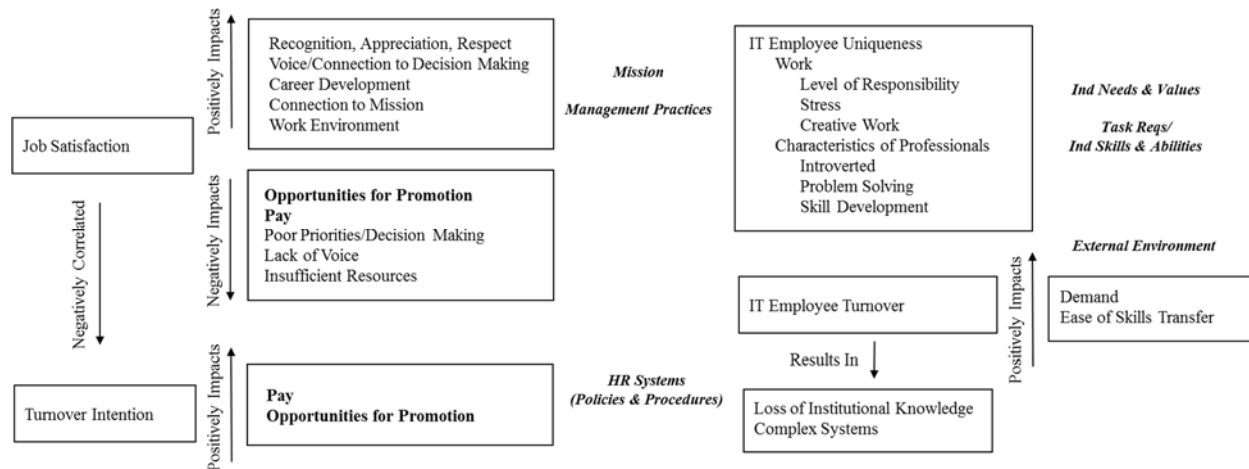 Positively Impacts
Recognition, Appreciation, Respect
Voice/Connection to Decision Making
Career Development
Connection to Mission
Work Environment
Mission
Management Practices
IT Employee Uniqueness
Work
Level of Responsibility
Stress
Creative Work
Characteristics of Professionals
Introverted
Problem Solving
Skill Development
Ind Needs & Values
Task Reqs/
Ind Skills & Abilities
Job Satisfaction
Negatively Impacts
Opportunities for Promotion
Pay
Poor Priorities/Decision Making
Lack of Voice
Insufficient Resources
Negatively Correlated
External Environment
IT Employee Turnover
Positively Impacts
Demand
Ease of Skills Transfer
Results In
Turnover Intention
Positively Impacts
Pay
Opportunities for Promotion
HR Systems
(Policies & Procedures)
Loss of Institutional Knowledge
Complex Systems